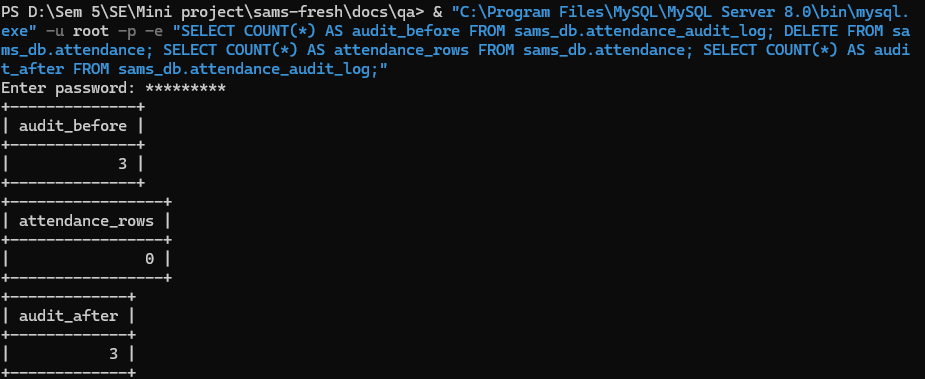 PS D:\Sem 5\SE\Mini project\sams-fresh\docs\qa> & "C:\Program Files\MySQL\MySQL Server 8.0\bin\mysql.
exe" -u root -p -e "SELECT COUNT(*) AS audit_before FROM sams_db.attendance_audit_log; DELETE FROM sa
ms_db.attendance; SELECT COUNT(*) AS attendance_rows FROM sams_db.attendance; SELECT COUNT(*) AS audi
t_after FROM sams_db.attendance_audit_log;"
Enter password: *********
+--------------+
| audit_before |
+--------------+
|            3 |
+--------------+
+-----------------+
| attendance_rows |
+-----------------+
|               0 |
+-----------------+
+-------------+
| audit_after |
+-------------+
|           3 |
+-------------+